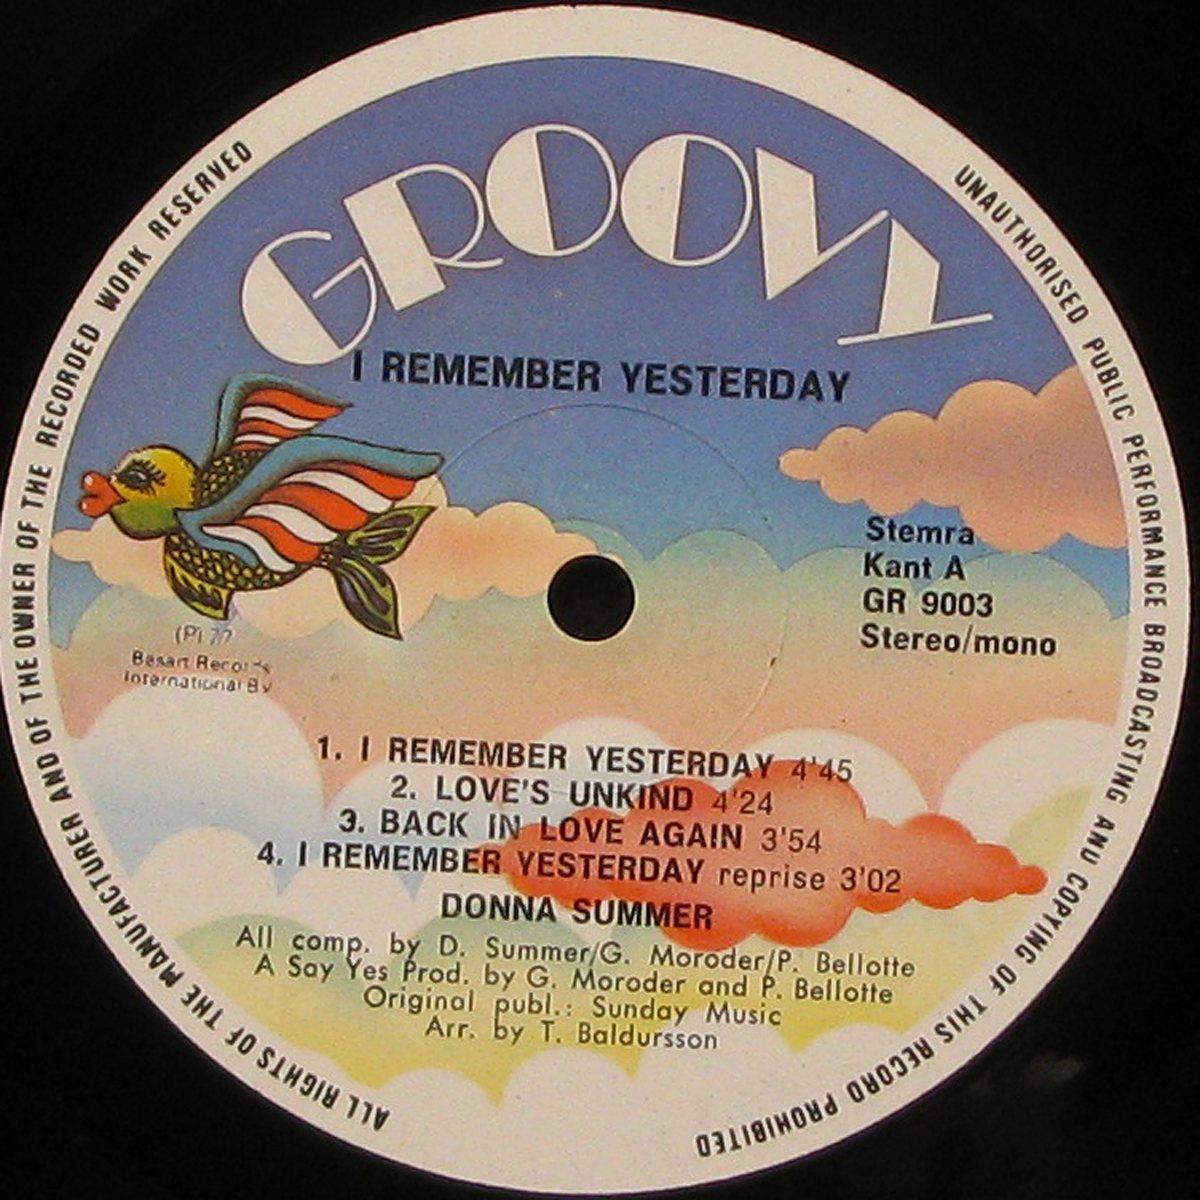 GROOVY
I REMEMBER YESTERDAY
Stemra
Kant A
GR 9003
Stereo/mono
(P) 77
Basart Records
International BV
1. I REMEMBER YESTERDAY 4'45
2. LOVE'S UNKIND 4'24
3. BACK IN LOVE AGAIN 3'54
4. I REMEMBER YESTERDAY reprise 3'02
DONNA SUMMER
All comp. by D. Summer/G. Moroder/P. Bellotte
A Say Yes Prod. by G. Moroder and P. Bellotte
Original publ.: Sunday Music
Arr. by T. Baldursson
ALL RIGHTS OF THE MANUFACTURER AND OF THE OWNER OF THE RECORDED WORK RESERVED
UNAUTHORISED PUBLIC PERFORMANCE BROADCASTING AND COPYING OF THIS RECORD PROHIBITED